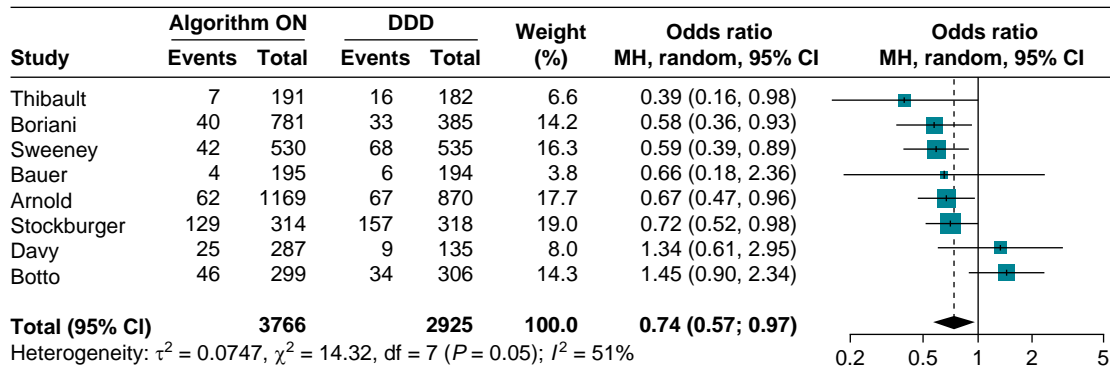 Algorithm ON DDD Weight Odds ratio Odds ratio
Study Events Total Events Total (%) MH, random, 95% CI MH, random, 95% CI
Thibault 7 191 16 182 6.6 0.39 (0.16, 0.98)
Boriani 40 781 33 385 14.2 0.58 (0.36, 0.93)
Sweeney 42 530 68 535 16.3 0.59 (0.39, 0.89)
Bauer 4 195 6 194 3.8 0.66 (0.18, 2.36)
Arnold 62 1169 67 870 17.7 0.67 (0.47, 0.96)
Stockburger 129 314 157 318 19.0 0.72 (0.52, 0.98)
Davy 25 287 9 135 8.0 1.34 (0.61, 2.95)
Botto 46 299 34 306 14.3 1.45 (0.90, 2.34)
Total (95% CI) 3766 2925 100.0 0.74 (0.57; 0.97)
Heterogeneity: τ² = 0.0747, χ² = 14.32, df = 7 (P = 0.05); I² = 51%
0.2 0.5 1 2 5